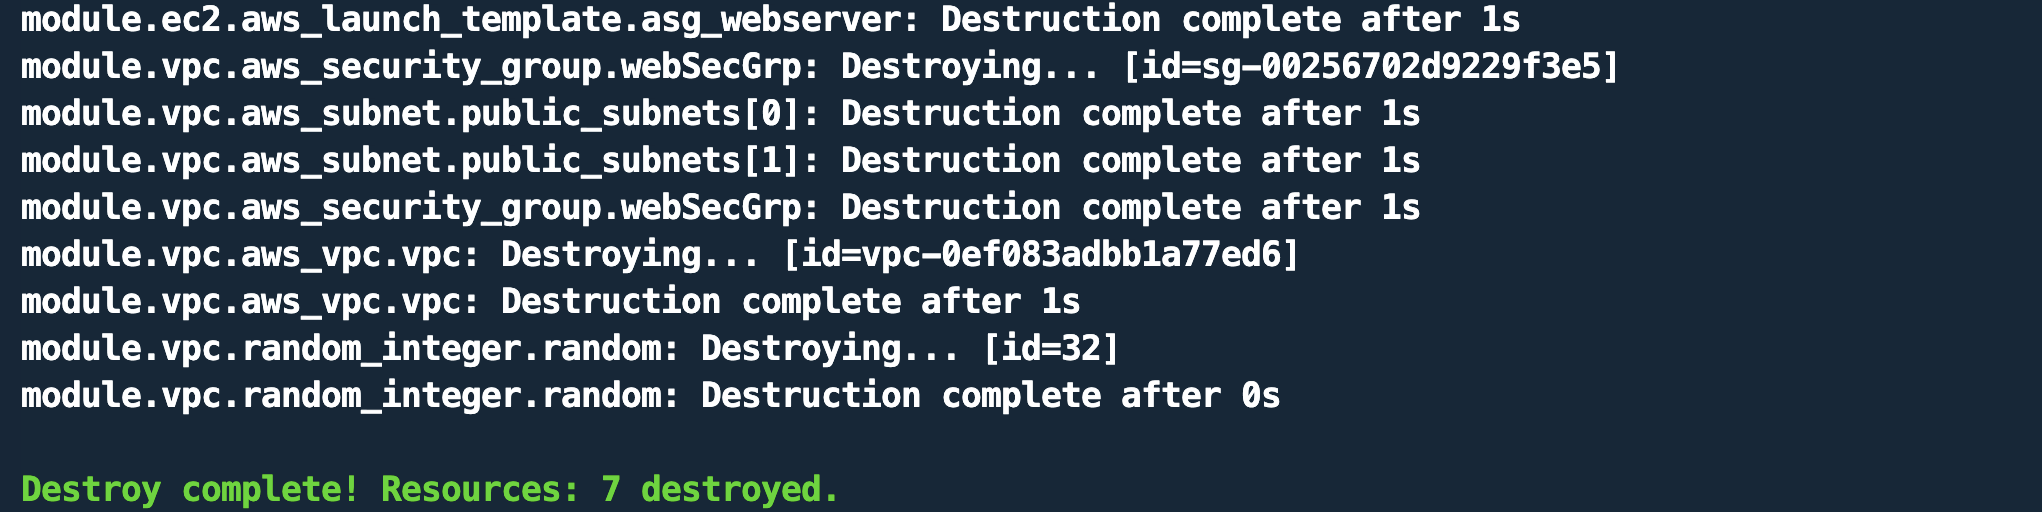 module.ec2.aws_launch_template.asg_webserver: Destruction complete after 1s
module.vpc.aws_security_group.webSecGrp: Destroying... [id=sg-00256702d9229f3e5]
module.vpc.aws_subnet.public_subnets[0]: Destruction complete after 1s
module.vpc.aws_subnet.public_subnets[1]: Destruction complete after 1s
module.vpc.aws_security_group.webSecGrp: Destruction complete after 1s
module.vpc.aws_vpc.vpc: Destroying... [id=vpc-0ef083adbb1a77ed6]
module.vpc.aws_vpc.vpc: Destruction complete after 1s
module.vpc.random_integer.random: Destroying... [id=32]
module.vpc.random_integer.random: Destruction complete after 0s
Destroy complete! Resources: 7 destroyed.